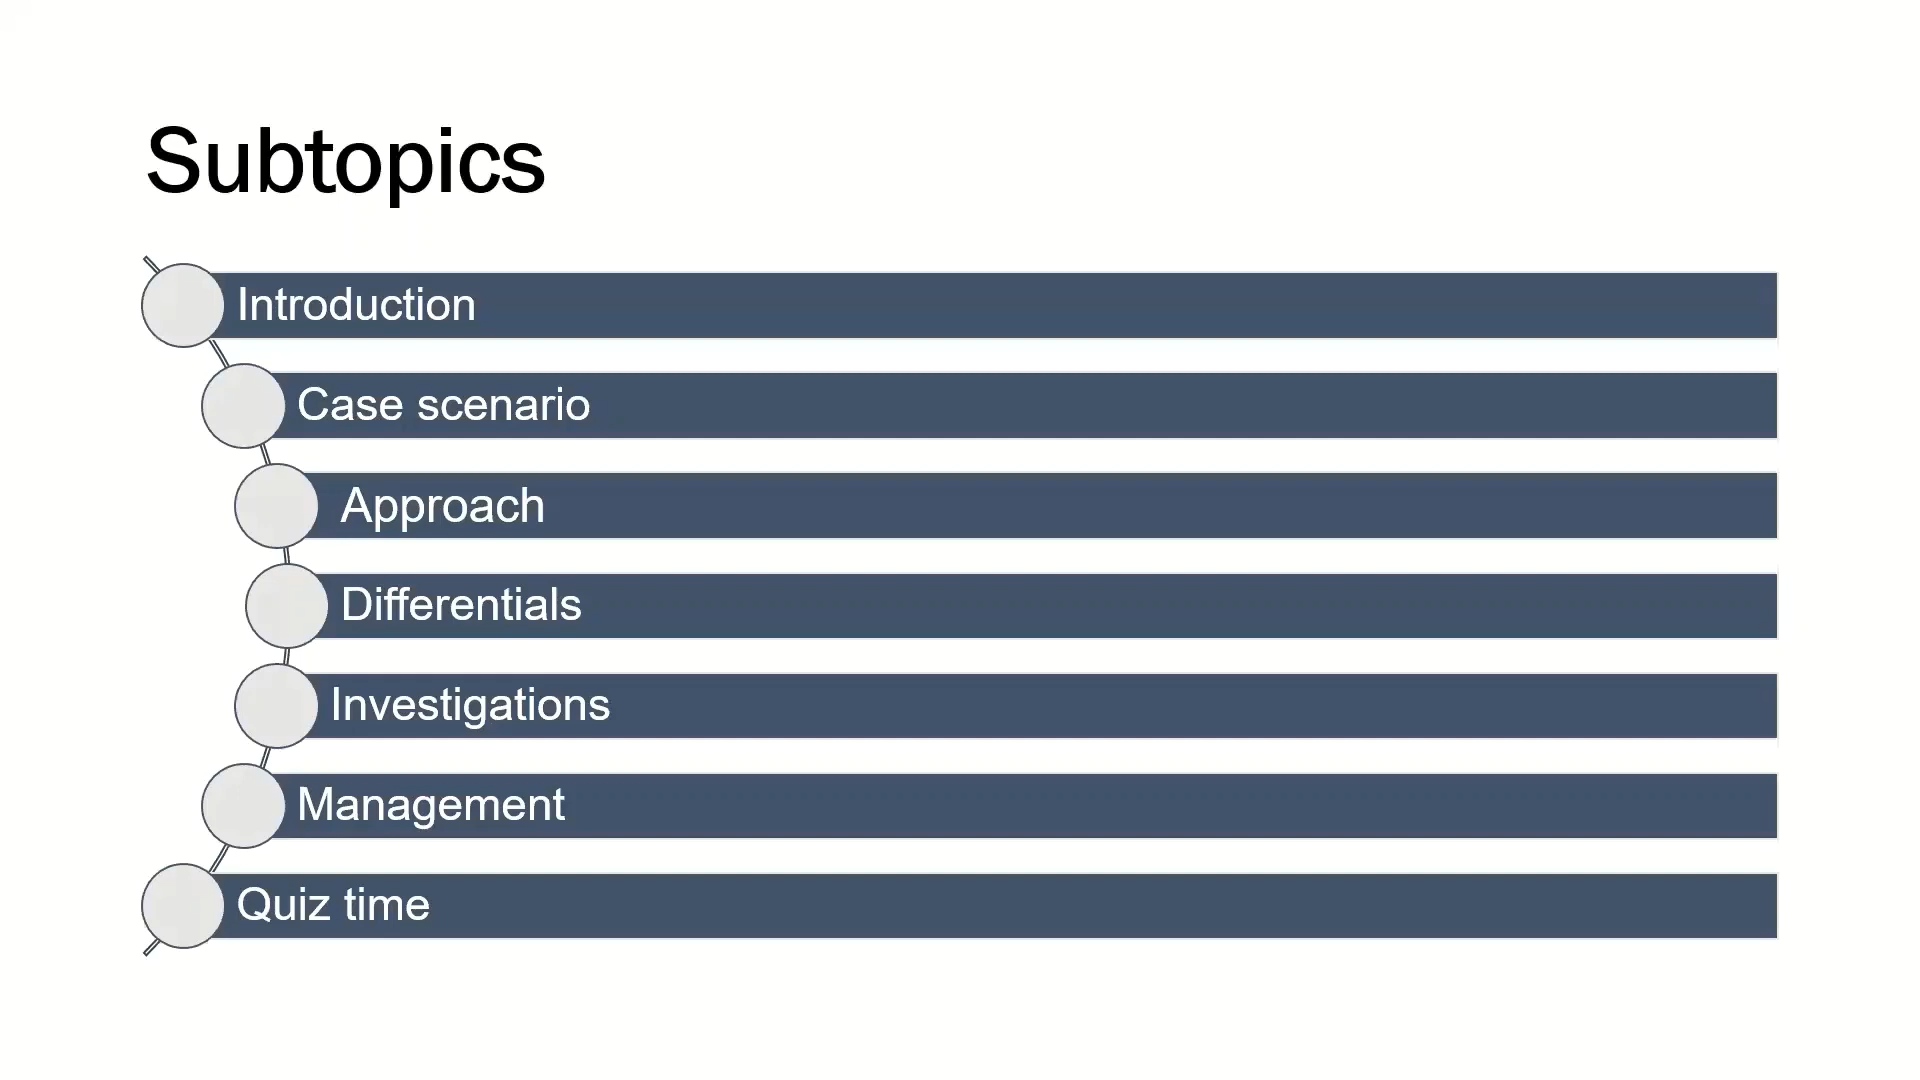 Subtopics
Introduction
Case scenario
Approach
Differentials
Investigations
Management
Quiz time